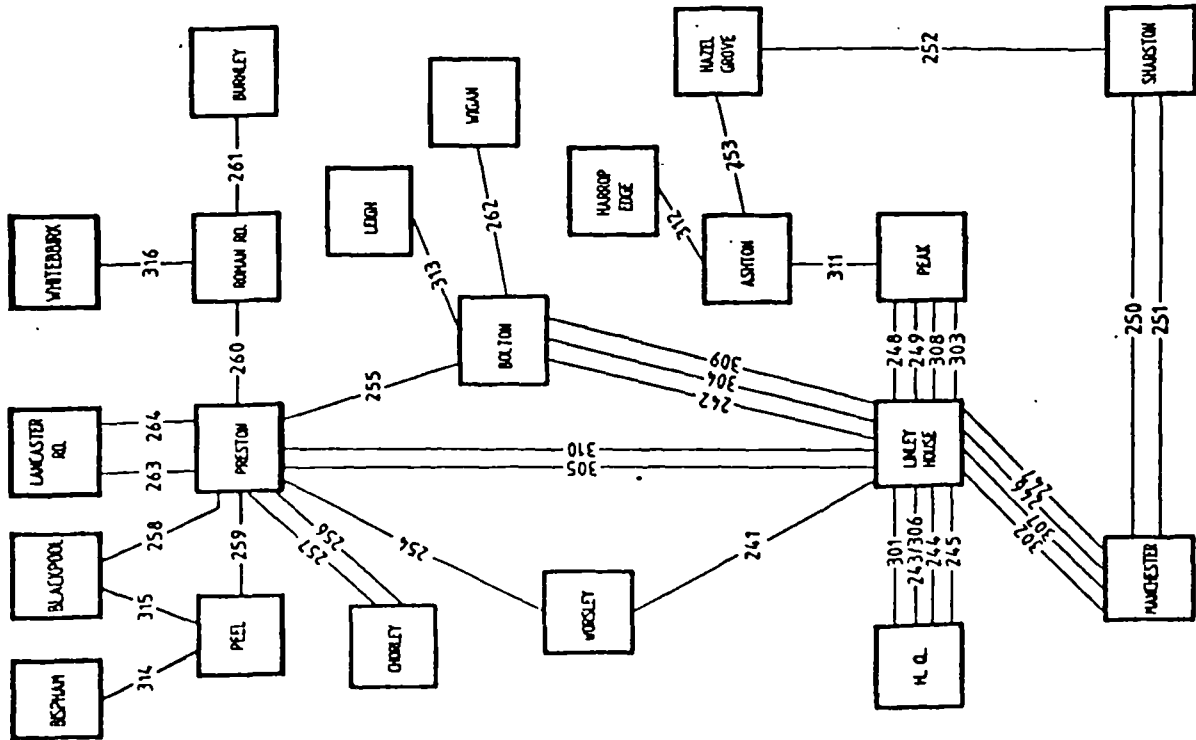 BISPHAM
BLACKPOOL
LANCASTER
RD.
WHITEBIRK
314
315
258
263
264
316
PEEL
259
PRESTON
260
ROMAN RD.
261
BURNLEY
257
256
CHORLEY
254
305
310
255
LEIGH
313
BOLTON
262
WIGAN
WORSLEY
241
242
304
309
HARROP
EDGE
312
HAZEL
GROVE
253
ASHTON
311
252
H.Q.
301
243/306
244
245
LINLEY
HOUSE
248
249
308
303
PEAK
302
307
246
247
MANCHESTER
250
251
SHARSTON